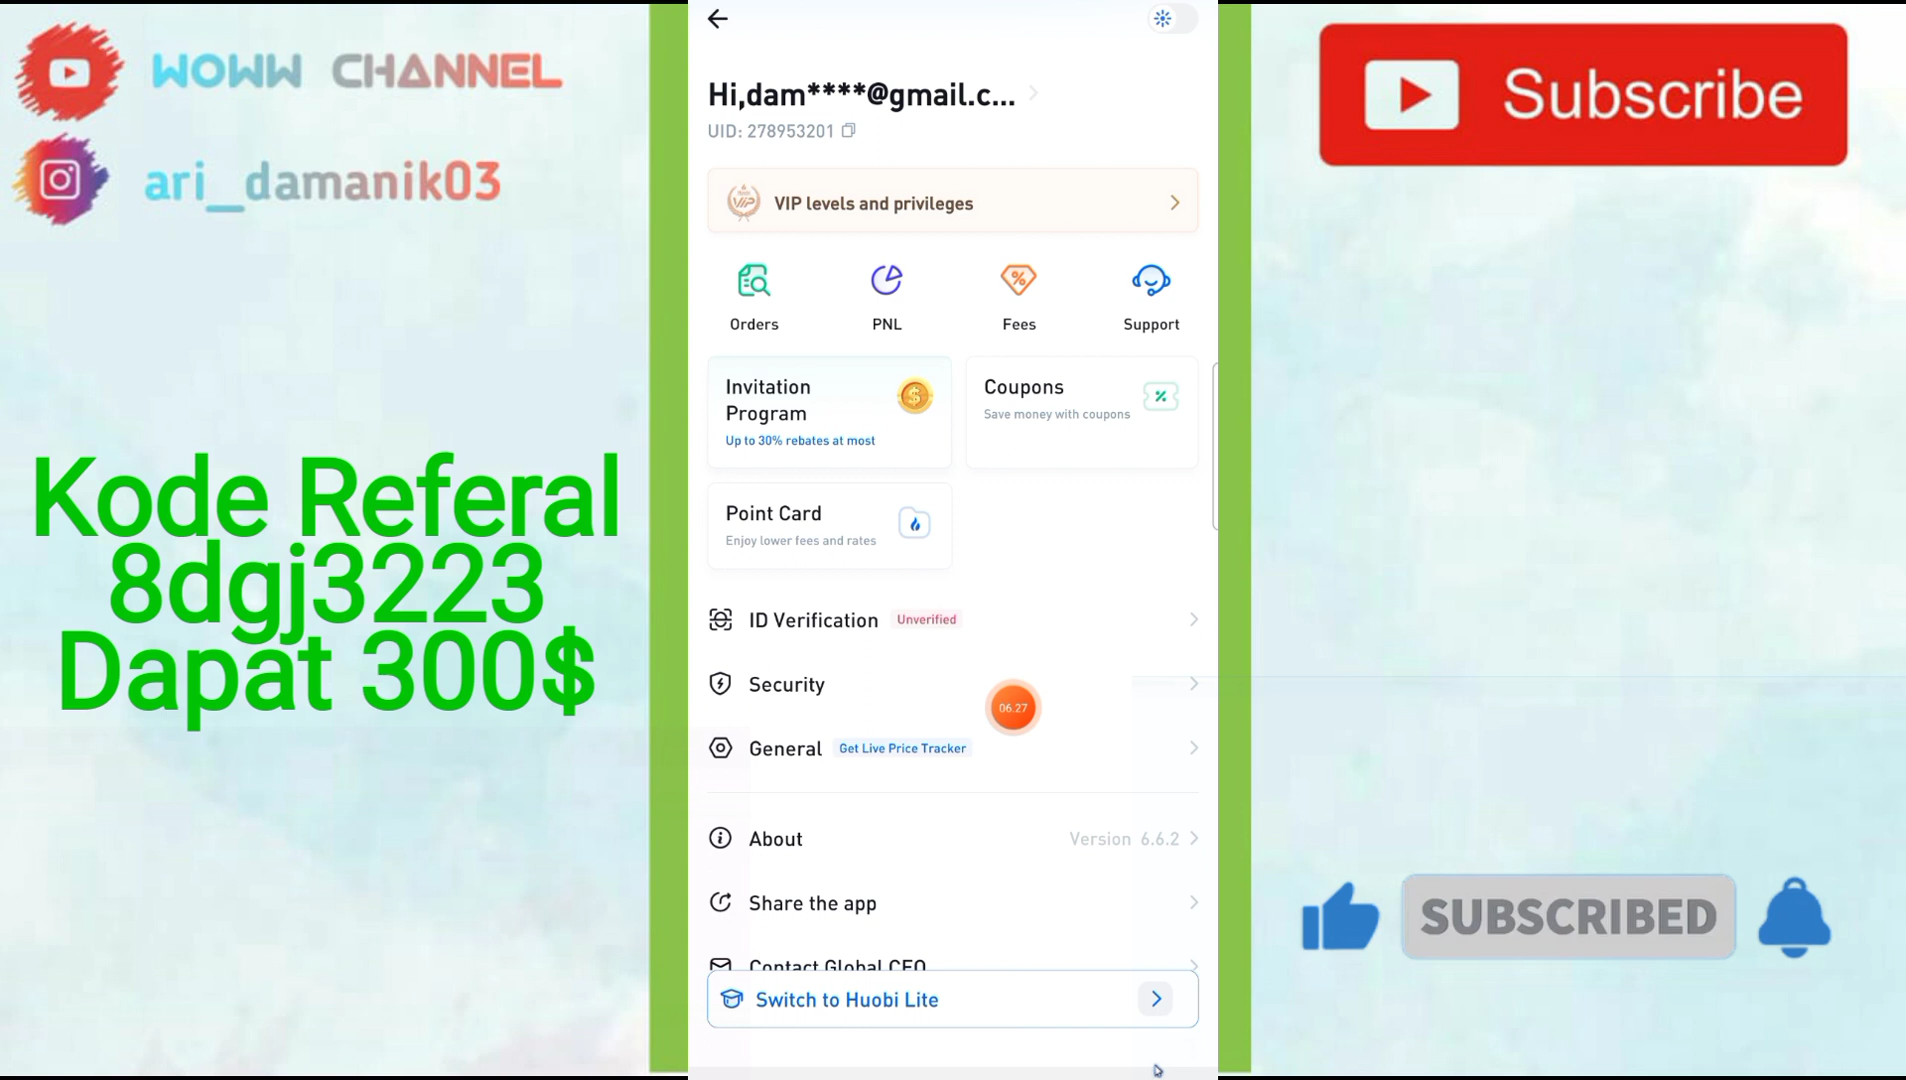 WOWW CHANNEL
ari_damanik03
Kode Referal
8dgj3223
Dapat 300$
Hi,dam****@gmail.c...
UID: 278953201
VIP
VIP levels and privileges
Orders
PNL
Fees
Support
Invitation
Program
Up to 30% rebates at most
Coupons
Save money with coupons
Point Card
Enjoy lower fees and rates
ID Verification Unverified
Security
06.27
General Get Live Price Tracker
About Version 6.6.2
Share the app
Contact Global CEO
Switch to Huobi Lite
Subscribe
SUBSCRIBED